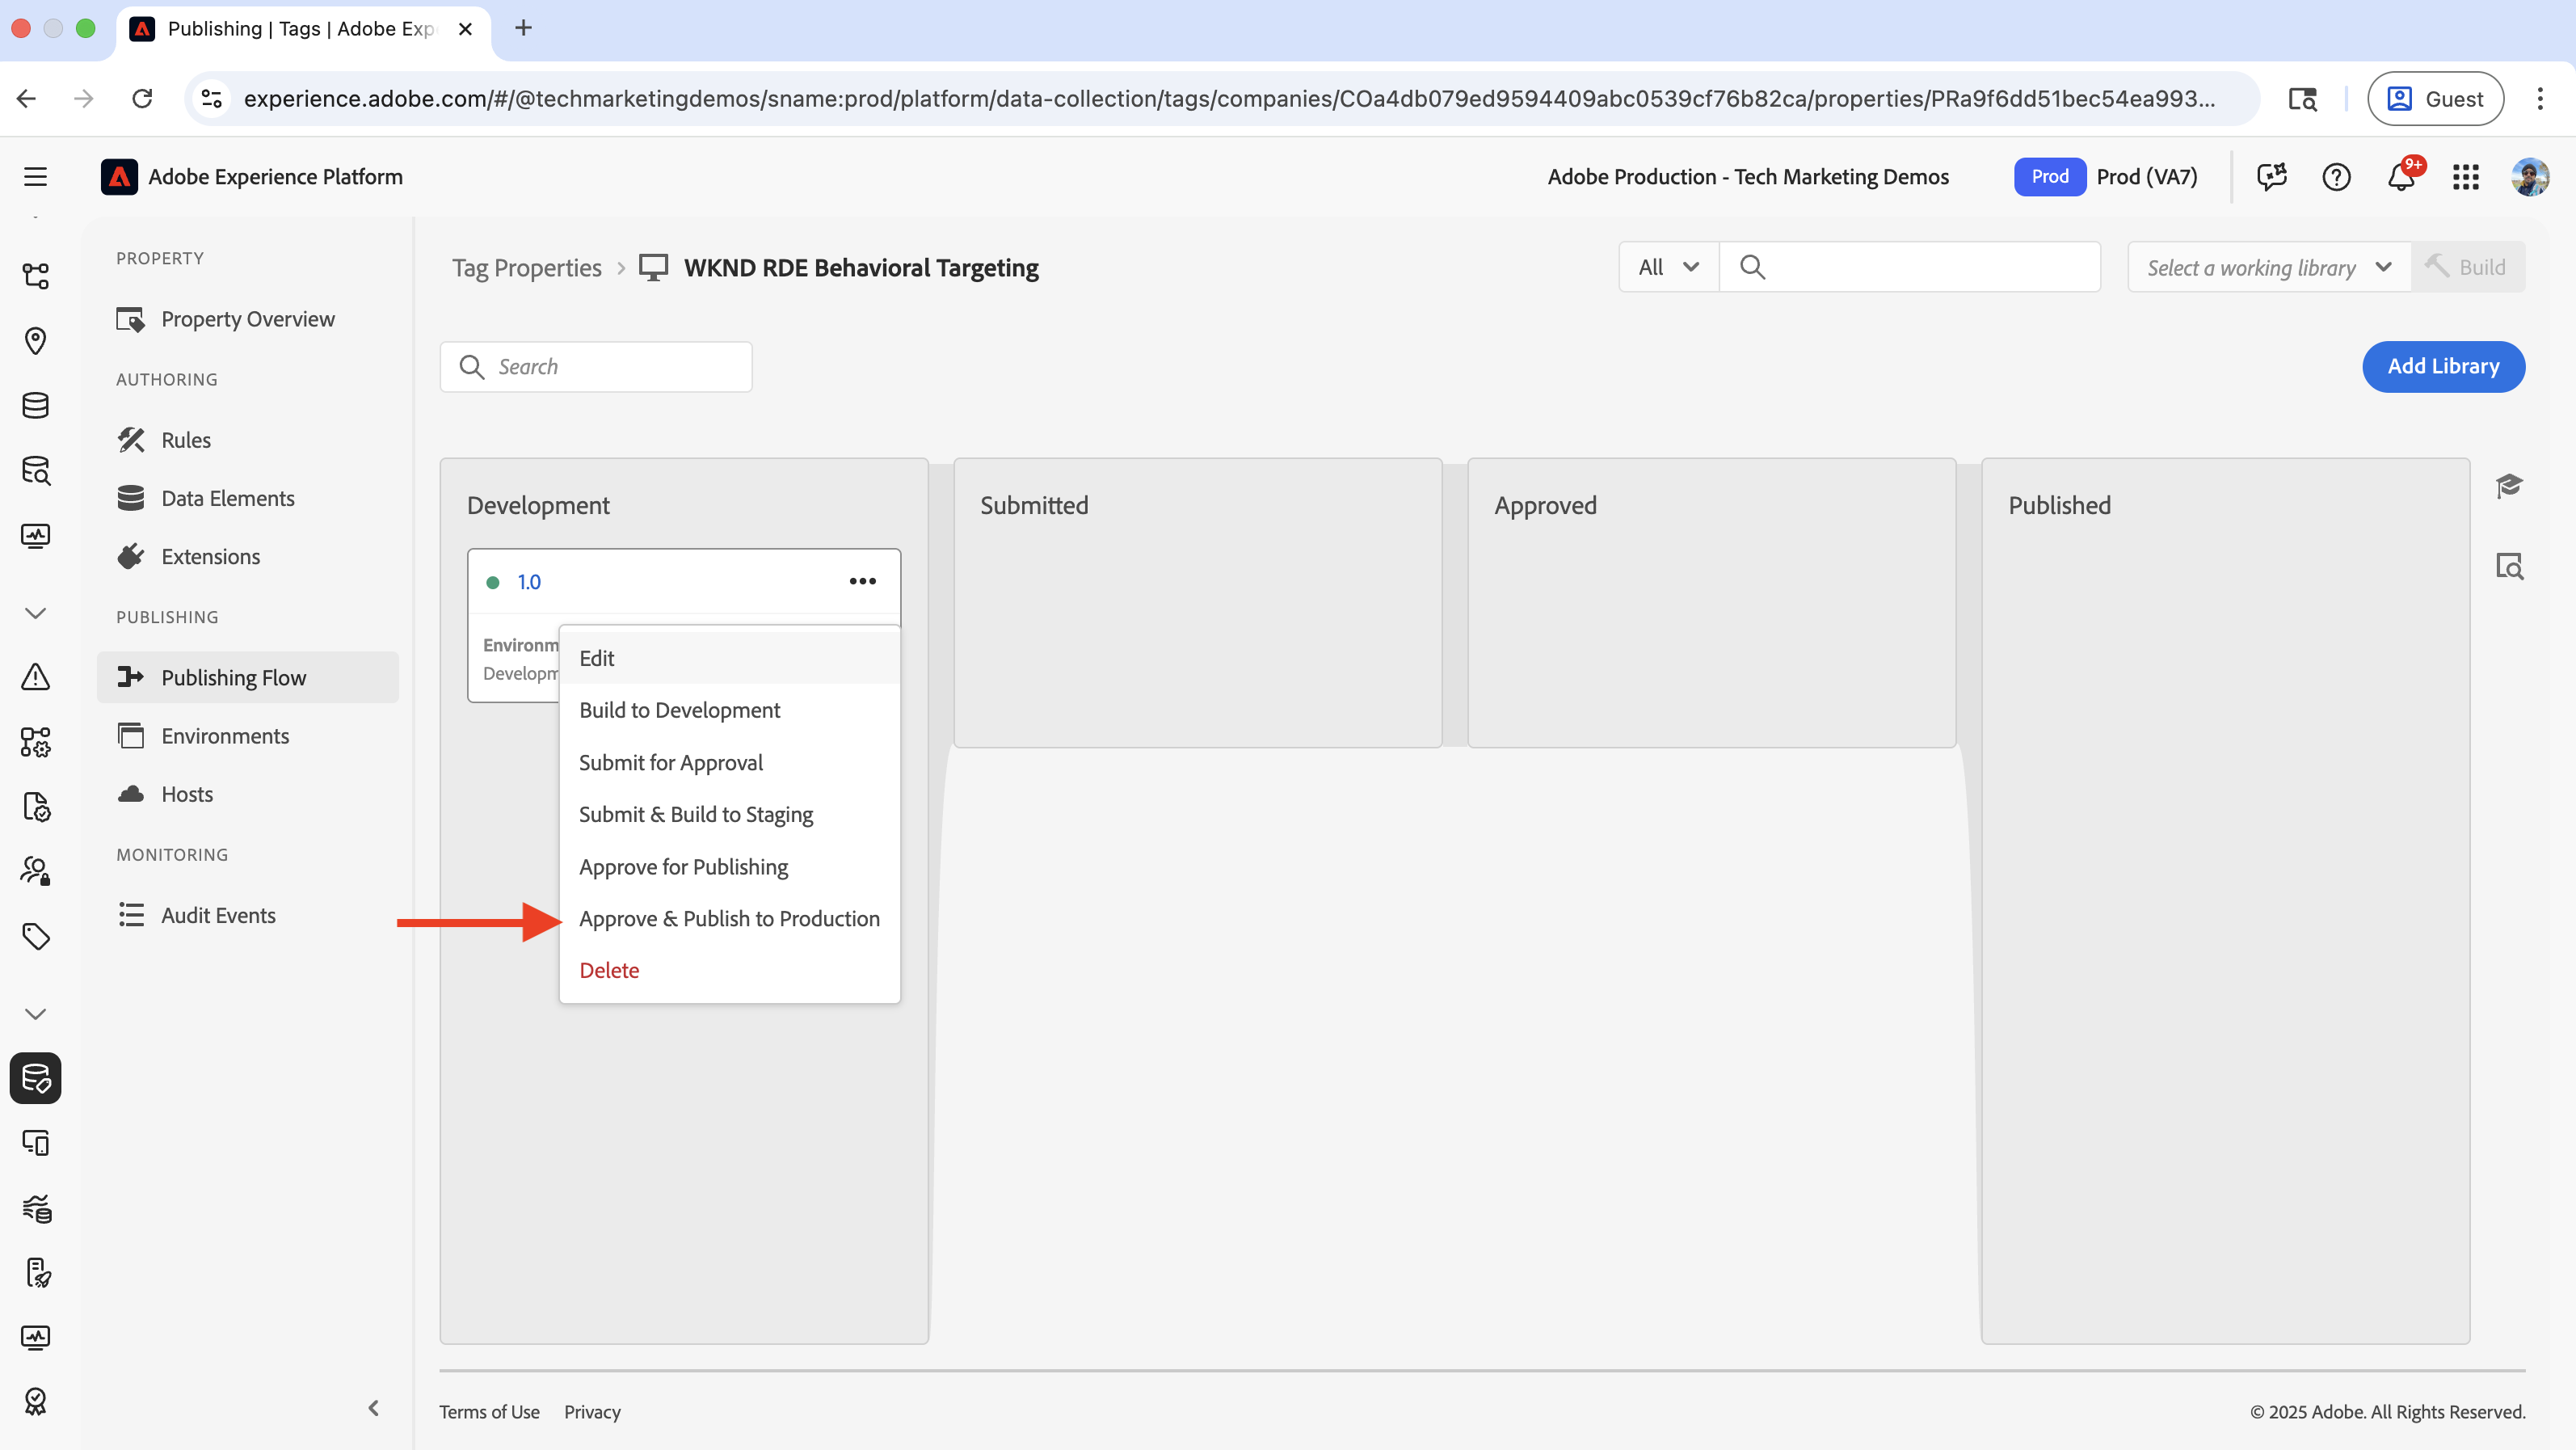 Publishing | Tags | Adobe Exp
experience.adobe.com/#/@techmarketingdemos/sname:prod/platform/data-collection/tags/companies/COa4db079ed9594409abc0539cf76b82ca/properties/PRa9f6dd51bec54ea993...
Guest
Adobe Experience Platform
Adobe Production - Tech Marketing Demos
Prod
Prod (VA7)
9+
PROPERTY
Property Overview
AUTHORING
Rules
Data Elements
Extensions
PUBLISHING
Publishing Flow
Environments
Hosts
MONITORING
Audit Events
Tag Properties
WKND RDE Behavioral Targeting
All
Select a working library
Build
Search
Add Library
Development
Submitted
Approved
Published
1.0
Environm
Developm
Edit
Build to Development
Submit for Approval
Submit & Build to Staging
Approve for Publishing
Approve & Publish to Production
Delete
Terms of Use
Privacy
© 2025 Adobe. All Rights Reserved.